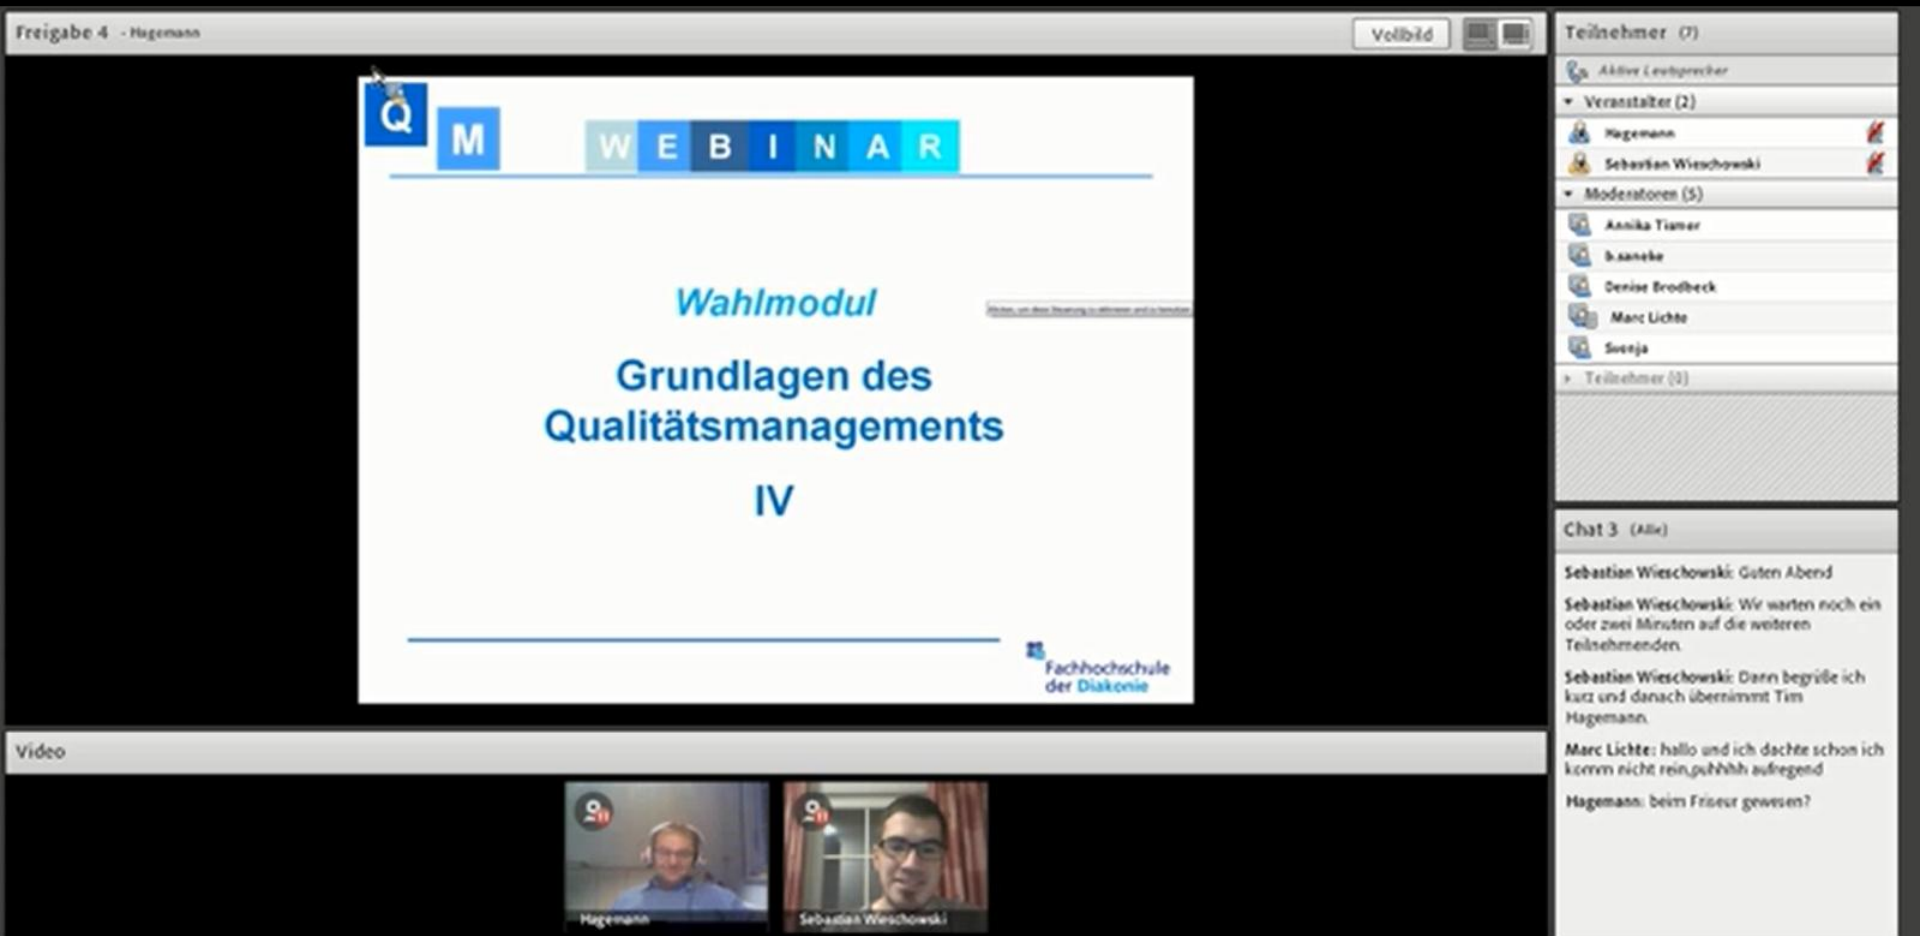 Freigabe 4 - Hagemann
Vollbild
Q
M
WEBINAR
Wahlmodul
Grundlagen des
Qualitätsmanagements
IV
Fachhochschule
der Diakonie
Video
Hagemann
Sebastian Wieschowski
Teilnehmer (7)
Aktive Lautsprecher
Veranstalter (2)
Hagemann
Sebastian Wieschowski
Moderatoren (5)
Annika
Denise Brodbeck
Marc Lichte
Svenja
Teilnehmer (0)
Chat 3 (Alle)
Sebastian Wieschowski: Guten Abend
Sebastian Wieschowski: Wir warten noch ein
oder zwei Minuten auf die weiteren
Teilnehmenden.
Sebastian Wieschowski: Dann begrüße ich
kurz und danach übernimmt Tim
Hagemann.
Marc Lichte: hallo und ich dachte schon ich
komm nicht rein,puhhhh aufregend
Hagemann: beim Friseur gewesen?